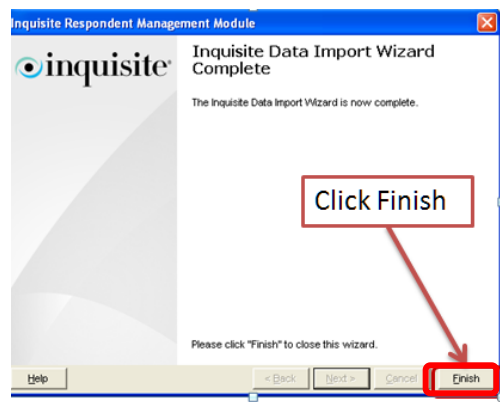 Inquisite Respondent Management Module
inquisite
Inquisite Data Import Wizard
Complete
The Inquisite Data Import Wizard is now complete.
Click Finish
Please click "Finish" to close this wizard.
Help
< Back
Next >
Cancel
Finish